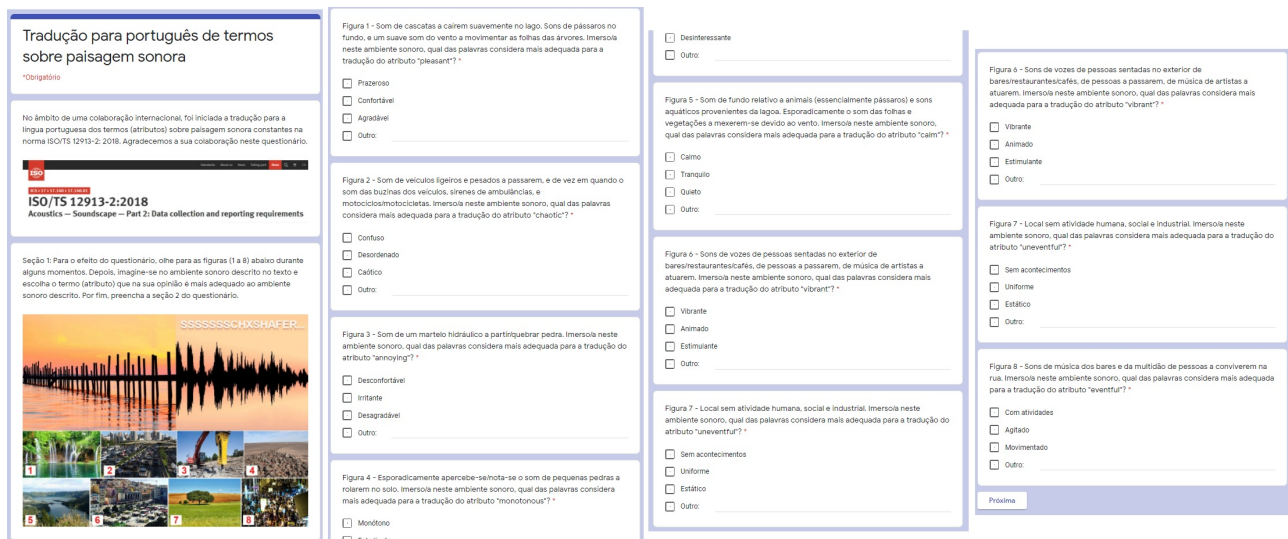 Tradução para português de termos
sobre paisagem sonora
*Obrigatório
No âmbito de uma colaboração internacional, foi iniciada a tradução para a
língua portuguesa dos termos (atributos) sobre paisagem sonora constantes na
norma ISO/TS 12913-2: 2018. Agradecemos a sua colaboração neste questionário.
ISO
ISO/TS 12913-2:2018
Acoustics — Soundscape — Part 2: Data collection and reporting requirements
Seção 1: Para o efeito do questionário, olhe para as figuras (1 a 8) abaixo durante
alguns momentos. Depois, imagine-se no ambiente sonoro descrito no texto e
escolha o termo (atributo) que na sua opinião é mais adequado ao ambiente
sonoro descrito. Por fim, preencha a seção 2 do questionário.
SSSSSSSCHXSHAFER...
1
2
3
4
5
6
7
8
Figura 1 - Som de cascatas a caírem suavemente no lago. Sons de pássaros no
fundo, e um suave som do vento a movimentar as folhas das árvores. Imerso/a
neste ambiente sonoro, qual das palavras considera mais adequada para a
tradução do atributo "pleasant"? *
Prazeroso
Confortável
Agradável
Outro:
Figura 2 - Som de veículos ligeiros e pesados a passarem, e de vez em quando o
som das buzinas dos veículos, sirenes de ambulâncias, e
motociclos/motocicletas. Imerso/a neste ambiente sonoro, qual das palavras
considera mais adequada para a tradução do atributo "chaotic"? *
Confuso
Desordenado
Caótico
Outro:
Figura 3 - Som de um martelo hidráulico a partir/quebrar pedra. Imerso/a neste
ambiente sonoro, qual das palavras considera mais adequada para a tradução do
atributo "annoying"? *
Desconfortável
Irritante
Desagradável
Outro:
Figura 4 - Esporadicamente apercebe-se/nota-se o som de pequenas pedras a
rolarem no solo. Imerso/a neste ambiente sonoro, qual das palavras considera
mais adequada para a tradução do atributo "monotonous"? *
Monótono
Desinteressante
Outro:
Figura 5 - Som de fundo relativo a animais (essencialmente pássaros) e sons
aquáticos provenientes da lagoa. Esporadicamente o som das folhas e
vegetações a mexerem-se devido ao vento. Imerso/a neste ambiente sonoro,
qual das palavras considera mais adequada para a tradução do atributo "calm"? *
Calmo
Tranquilo
Quieto
Outro:
Figura 6 - Sons de vozes de pessoas sentadas no exterior de
bares/restaurantes/cafés, de pessoas a passarem, de música de artistas a
atuarem. Imerso/a neste ambiente sonoro, qual das palavras considera mais
adequada para a tradução do atributo "vibrant"? *
Vibrante
Animado
Estimulante
Outro:
Figura 7 - Local sem atividade humana, social e industrial. Imerso/a neste
ambiente sonoro, qual das palavras considera mais adequada para a tradução do
atributo "uneventful"? *
Sem acontecimentos
Uniforme
Estático
Outro:
Figura 6 - Sons de vozes de pessoas sentadas no exterior de
bares/restaurantes/cafés, de pessoas a passarem, de música de artistas a
atuarem. Imerso/a neste ambiente sonoro, qual das palavras considera mais
adequada para a tradução do atributo "vibrant"? *
Vibrante
Animado
Estimulante
Outro:
Figura 7 - Local sem atividade humana, social e industrial. Imerso/a neste
ambiente sonoro, qual das palavras considera mais adequada para a tradução do
atributo "uneventful"? *
Sem acontecimentos
Uniforme
Estático
Outro:
Figura 8 - Sons de música dos bares e da multidão de pessoas a conviverem na
rua. Imerso/a neste ambiente sonoro, qual das palavras considera mais adequada
para a tradução do atributo "eventful"? *
Com atividades
Agitado
Movimentado
Outro:
Próxima